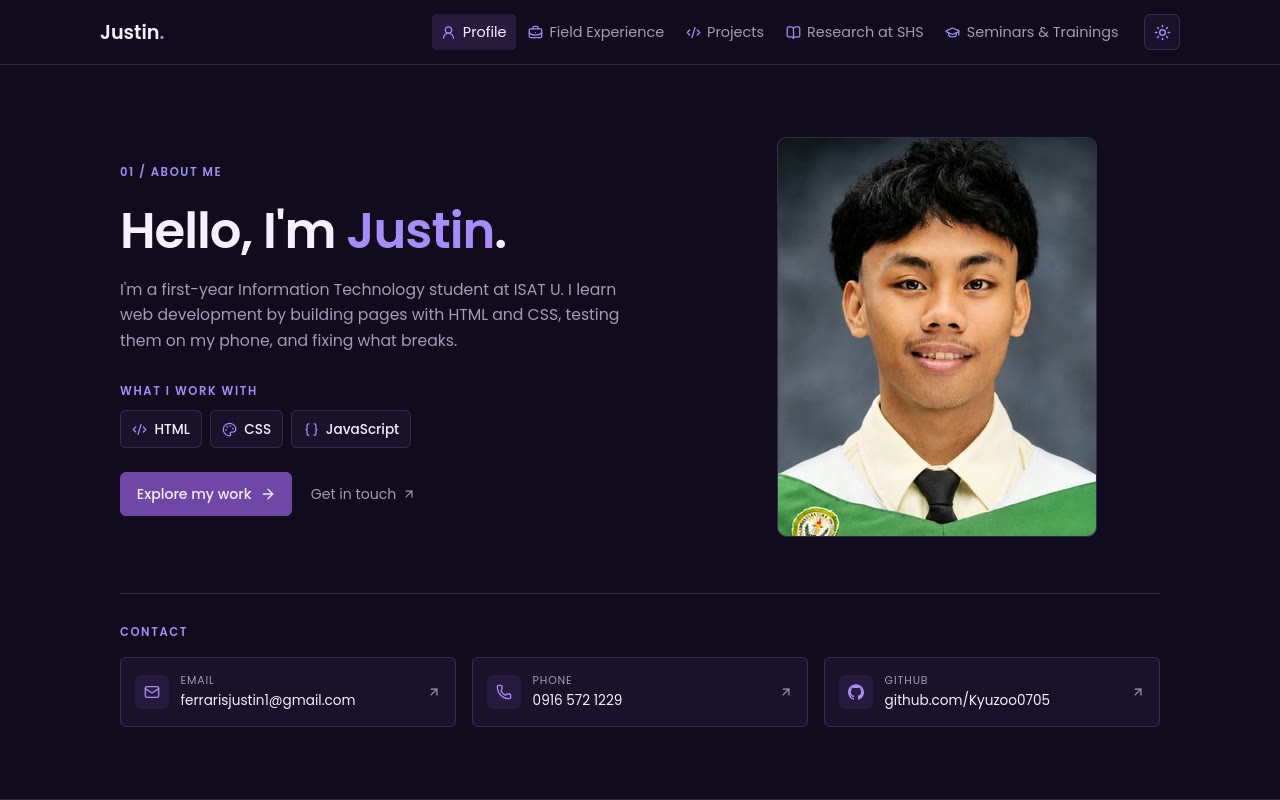 Justin.
Profile
Field Experience
Projects
Research at SHS
Seminars & Trainings
01 / ABOUT ME
Hello, I'm Justin.
I'm a first-year Information Technology student at ISAT U. I learn
web development by building pages with HTML and CSS, testing
them on my phone, and fixing what breaks.
WHAT I WORK WITH
HTML
CSS
JavaScript
Explore my work
Get in touch
CONTACT
EMAIL
ferrarisjustin1@gmail.com
PHONE
0916 572 1229
GITHUB
github.com/Kyuzoo0705